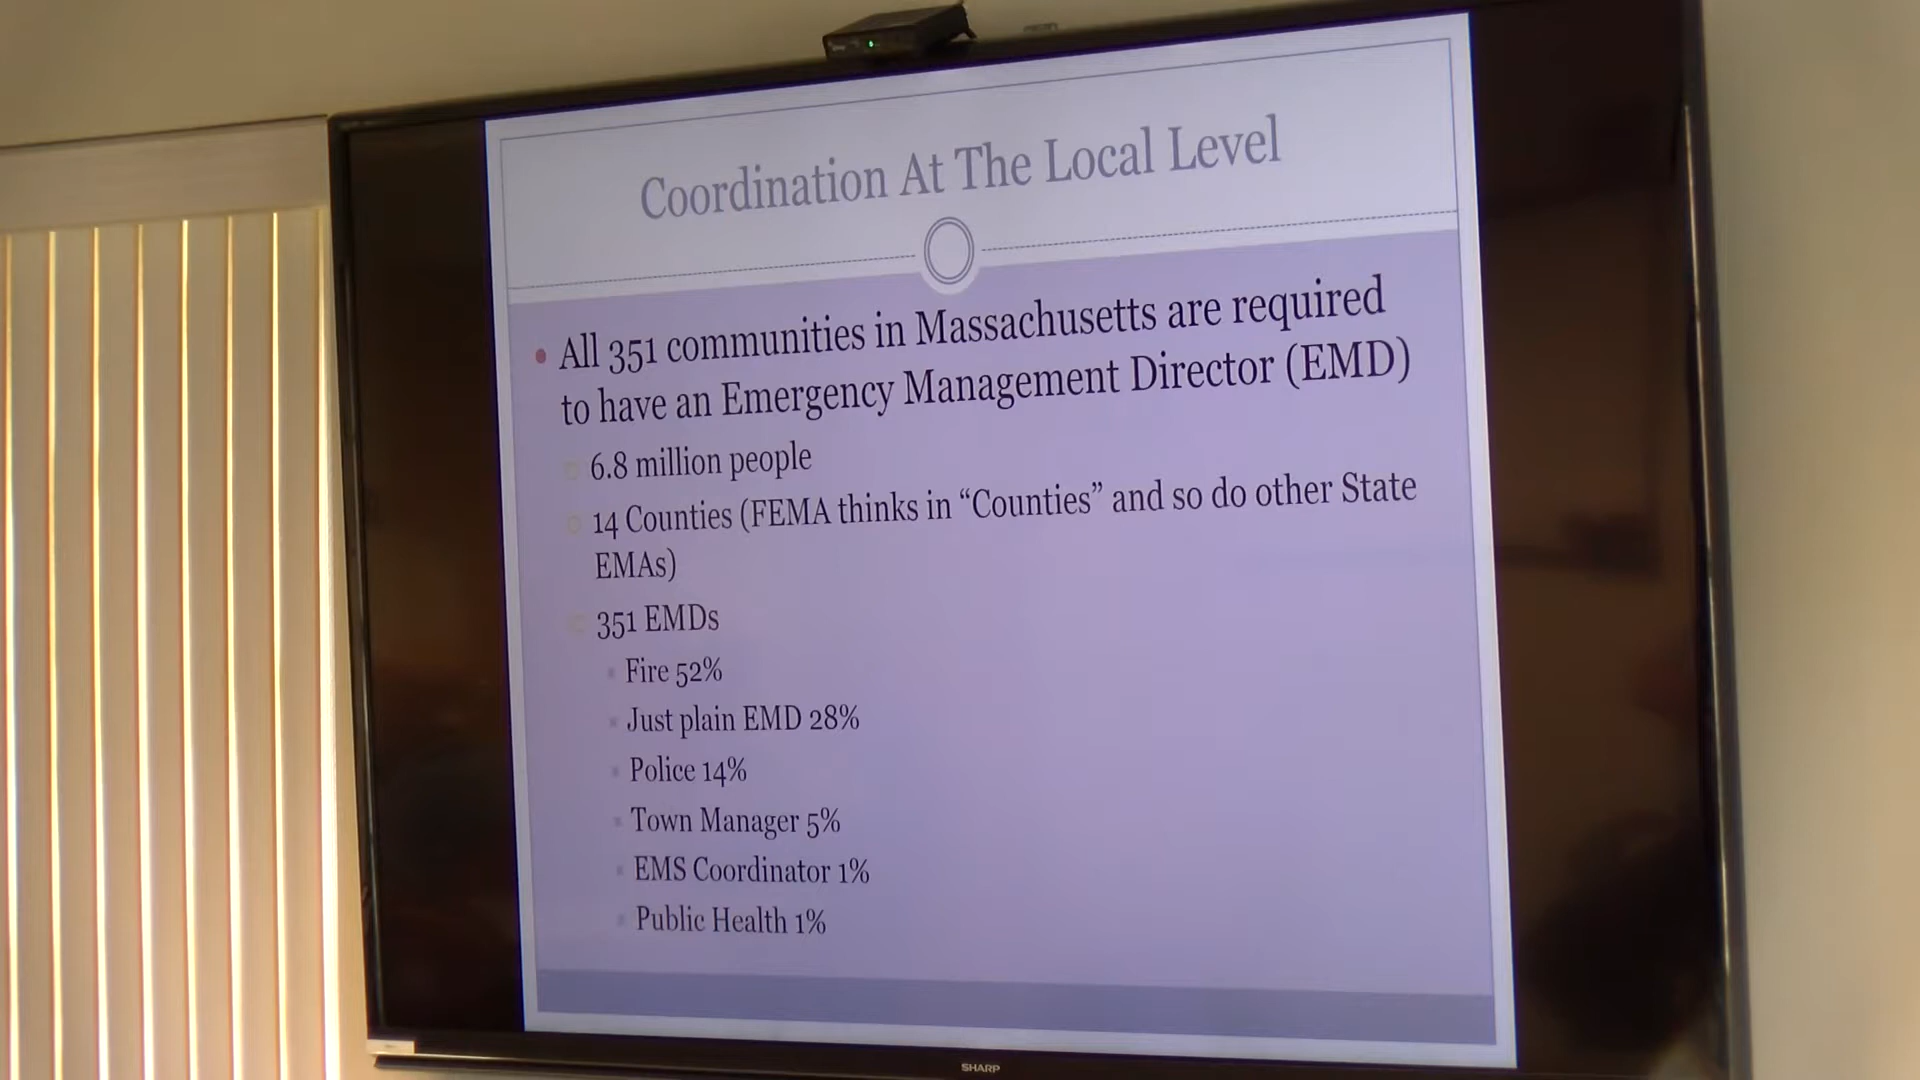 Coordination At The Local Level
All 351 communities in Massachusetts are required
to have an Emergency Management Director (EMD)
6.8 million people
14 Counties (FEMA thinks in “Counties” and so do other State
EMAs)
351 EMDs
Fire 52%
Just plain EMD 28%
Police 14%
Town Manager 5%
EMS Coordinator 1%
Public Health 1%
SHARP